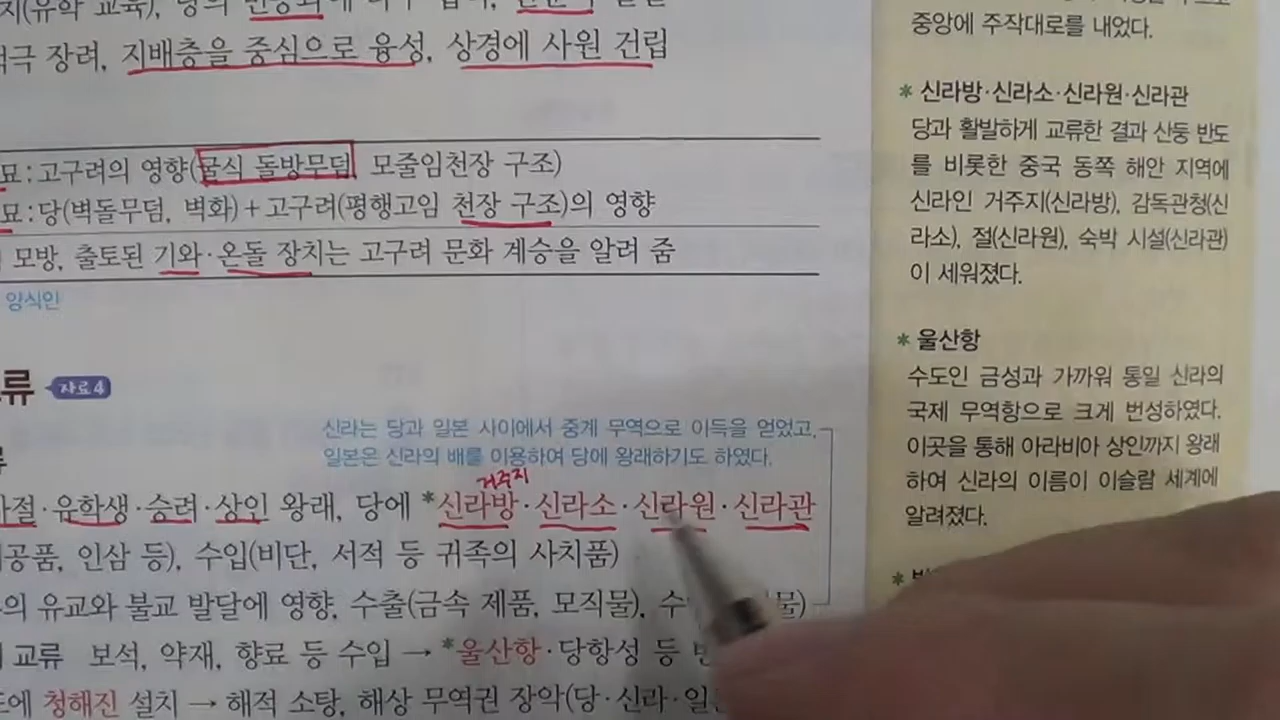 중심으로 융성, 상경에 사원 건립
적극 장려, 지배층을
묘:고구려의 영향(굴식 돌방무덤, 모줄임천장 구조)
묘:당(벽돌무덤, 벽화)+고구려(평행고임 천장 구조)의 영향
모방, 출토된 기와·온돌 장치는 고구려 문화 계승을 알려 줌
양식인
류 자료 4
신라는 당과 일본 사이에서 중계 무역으로 이득을 얻었고,
일본은 신라의 배를 이용하여 당에 왕래하기도 하였다.
거주지
사절·유학생·승려·상인 왕래, 당에 *신라방·신라소·신라원·신라관
공품, 인삼 등), 수입(비단, 서적 등 귀족의 사치품)
의 유교와 불교 발달에 영향, 수출(금속 제품, 모직물),
교류 보석, 약재, 향료 등 수입 → *울산항·당항성 등
에 청해진 설치 → 해적 소탕, 해상 무역권 장악(당·신라·일
중앙에 주작대로를 내었다.
* 신라방·신라소·신라원·신라관
당과 활발하게 교류한 결과 산둥 반도
를 비롯한 중국 동쪽 해안 지역에
신라인 거주지(신라방), 감독관청(신
라소), 절(신라원), 숙박 시설(신라관)
이 세워졌다.
* 울산항
수도인 금성과 가까워 통일 신라의
국제 무역항으로 크게 번성하였다.
이곳을 통해 아라비아 상인까지 왕래
하여 신라의 이름이 이슬람 세계에
알려졌다.